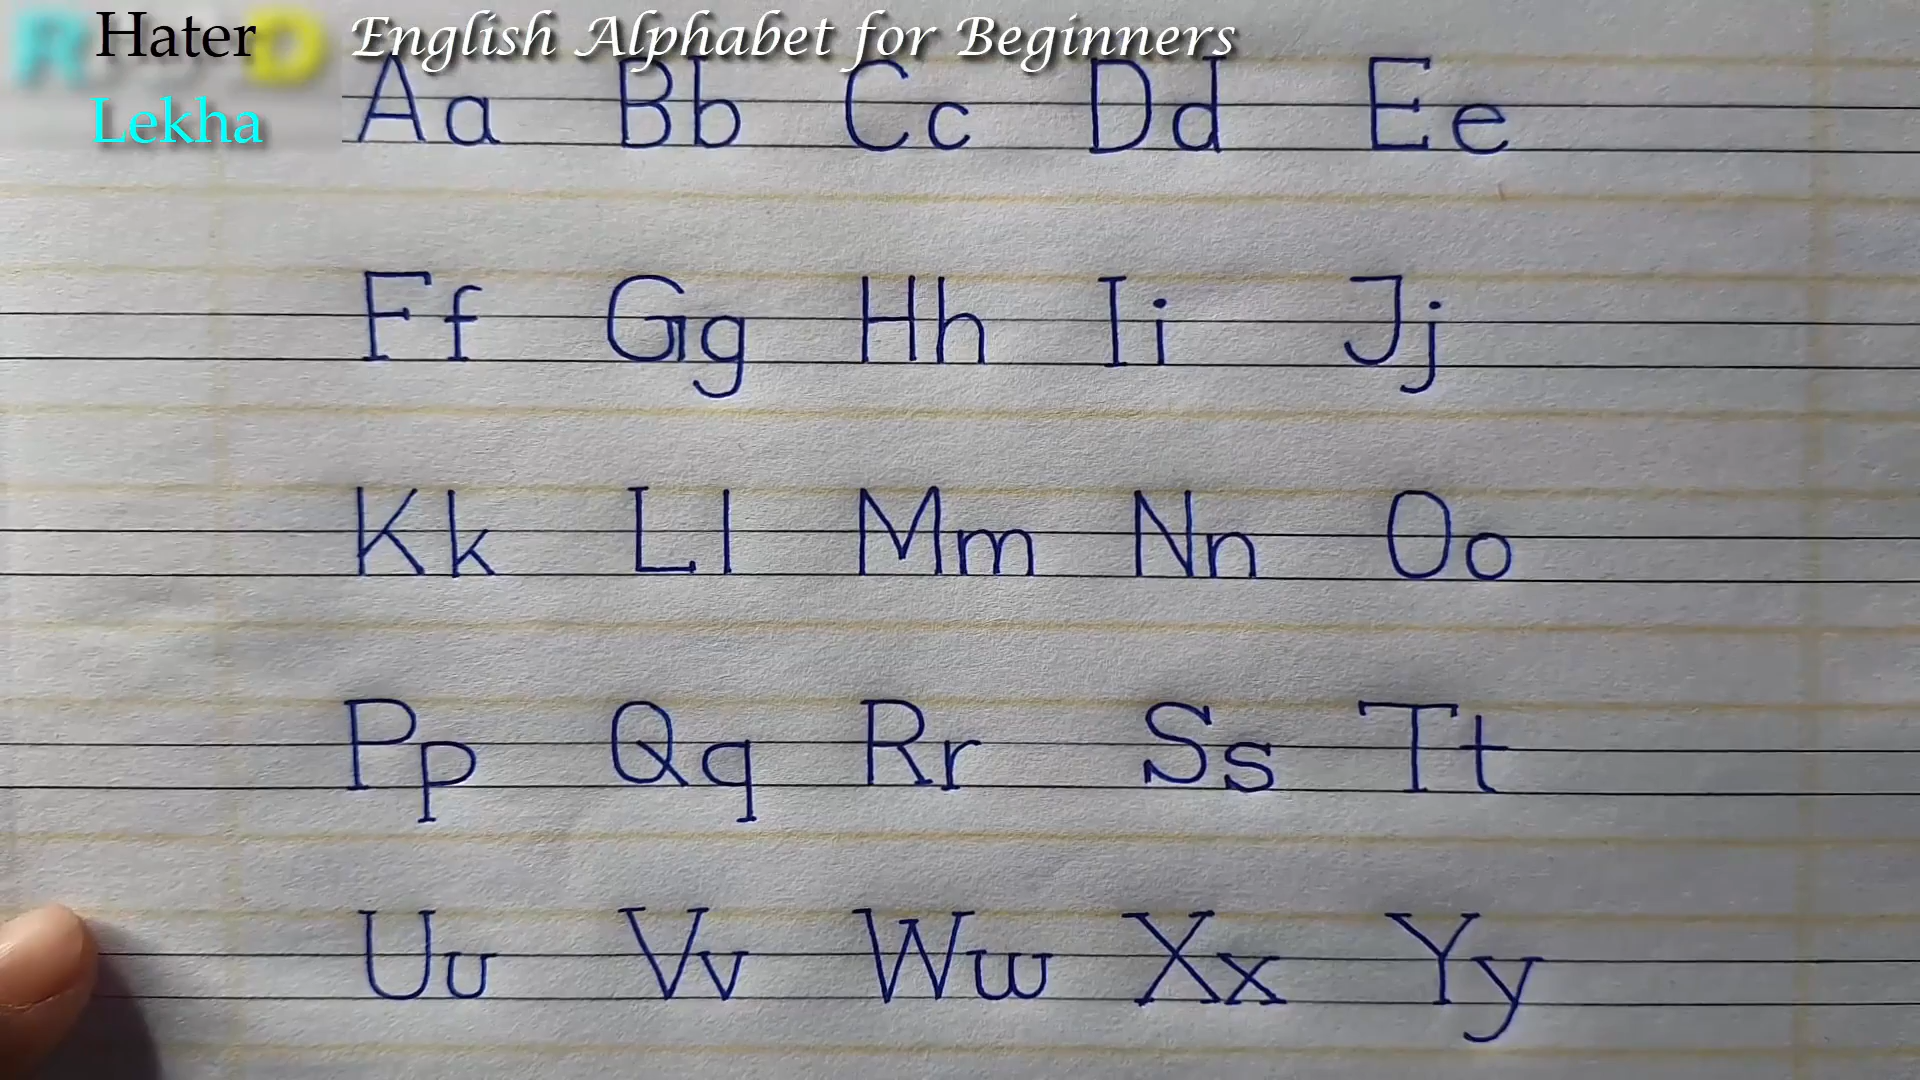 Hater
Lekha
English Alphabet for Beginners
Aa Bb Cc Dd Ee
Ff Gg Hh Ii Jj
Kk Ll Mm Nn Oo
Pp Qq Rr Ss Tt
Uu Vv Ww Xx Yy